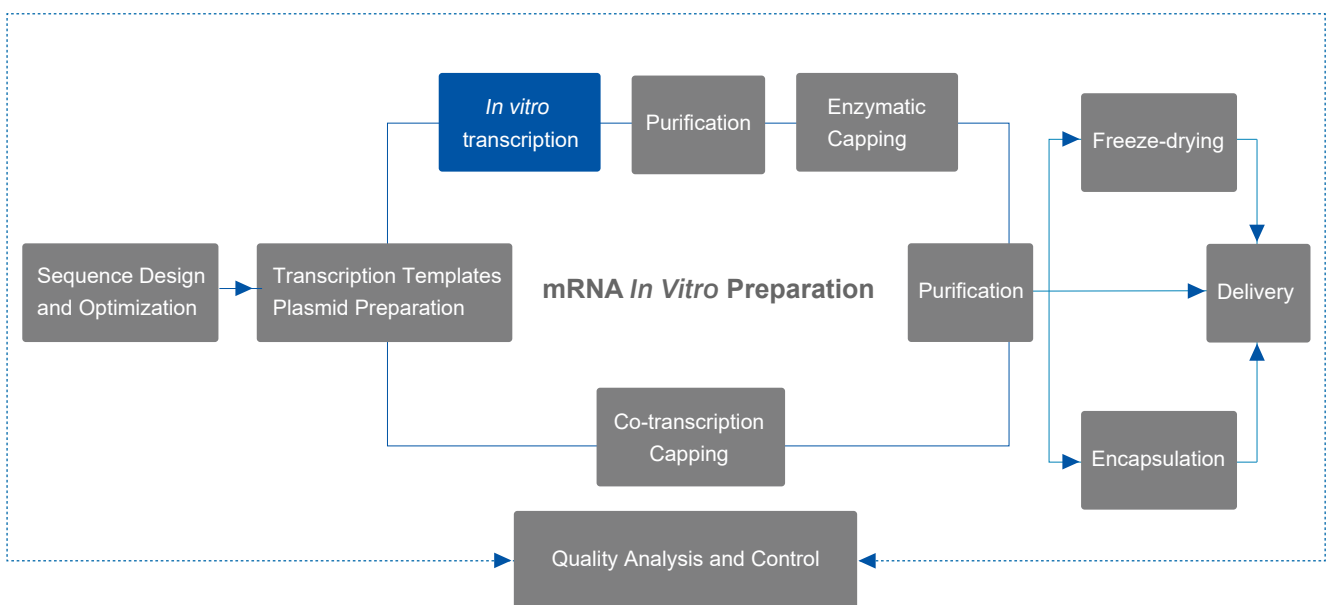 In vitro
transcription
Purification
Enzymatic
Capping
Freeze-drying
Sequence Design
and Optimization
Transcription Templates
Plasmid Preparation
mRNA In Vitro Preparation
Purification
Delivery
Co-transcription
Capping
Encapsulation
Quality Analysis and Control